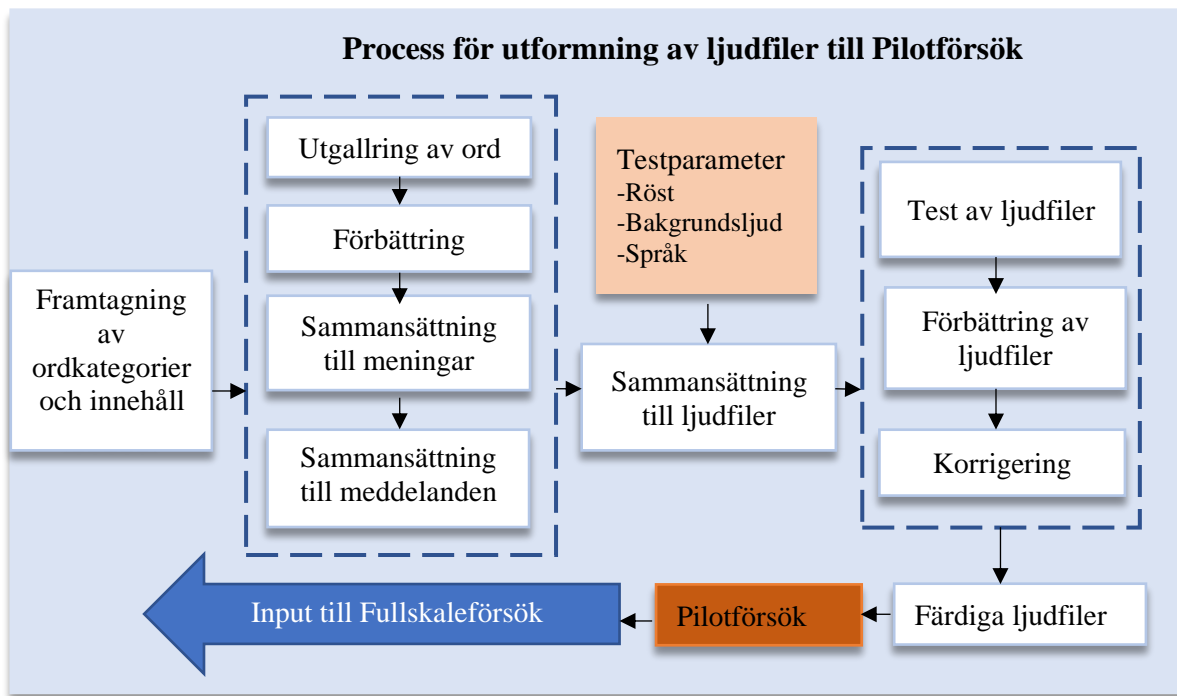 Process för utformning av ljudfiler till Pilotförsök
Framtagning
av
ordkategorier
och innehåll
Utgallring av ord
Förbättring
Sammansättning
till meningar
Sammansättning
till meddelanden
Testparameter
-Röst
-Bakgrundsljud
-Språk
Sammansättning
till ljudfiler
Test av ljudfiler
Förbättring av
ljudfiler
Korrigering
Färdiga ljudfiler
Pilotförsök
Input till Fullskaleförsök